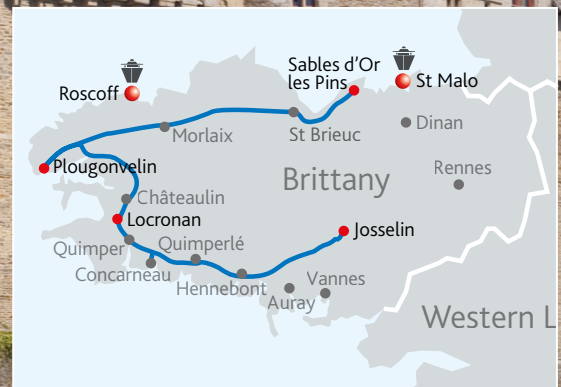 Sables d'Or
les Pins
St Malo
Roscoff
Dinan
Morlaix
St Brieuc
Plougonvelin
Rennes
Brittany
Châteaulin
Locronan
Josselin
Quimper
Quimperlé
Concarneau
Vannes
Hennebont
Auray
Western L